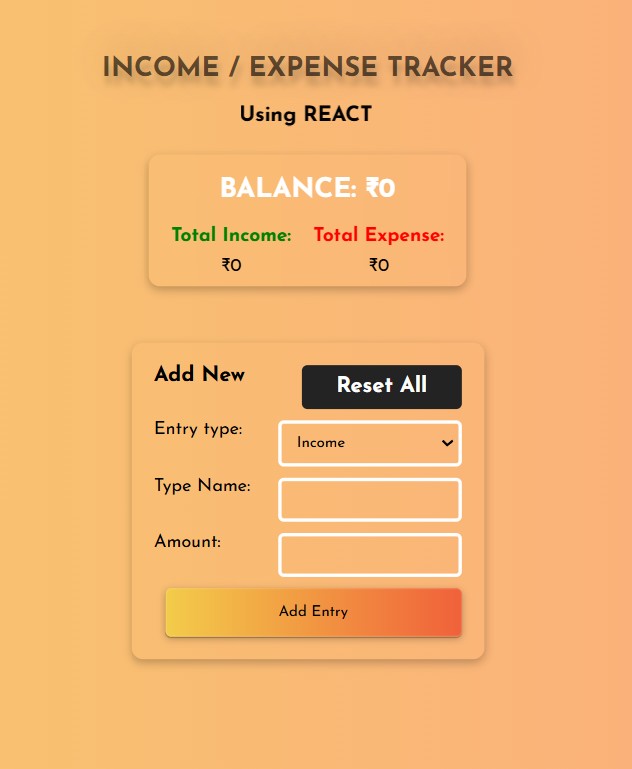 INCOME / EXPENSE TRACKER
Using REACT
BALANCE: ₹0
Total Income: Total Expense:
₹0 ₹0
Add New Reset All
Entry type: Income
Type Name:
Amount:
Add Entry